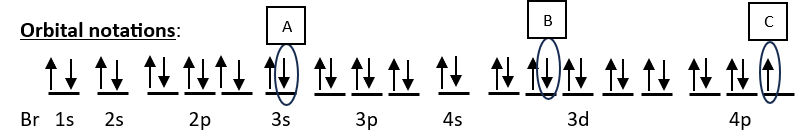 A
B
C
Orbital notations:
Br 1s 2s 2p 3s 3p 4s 3d 4p